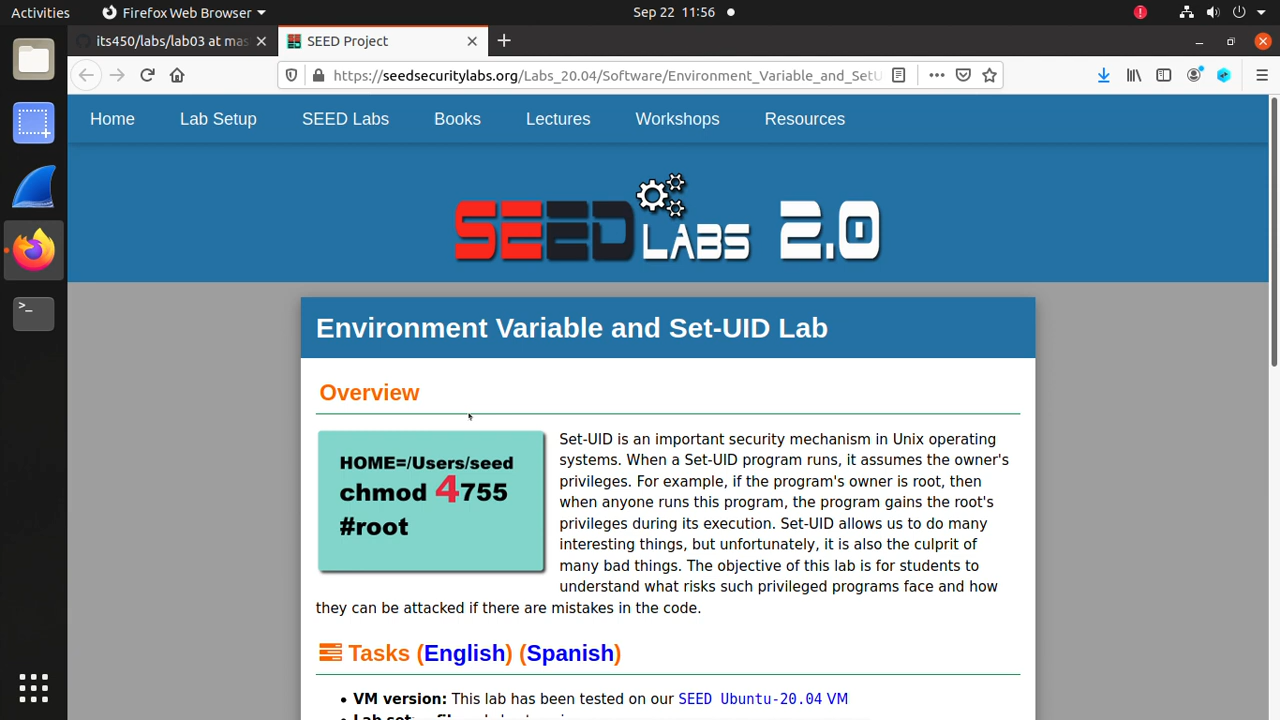 Activities
Firefox Web Browser
Sep 22 11:56
its450/labs/lab03 at mas
SEED Project
https://seedsecuritylabs.org/Labs_20.04/Software/Environment_Variable_and_SetU
Home
Lab Setup
SEED Labs
Books
Lectures
Workshops
Resources
SEED LABS 2.0
Environment Variable and Set-UID Lab
Overview
HOME=/Users/seed
chmod 4755
#root
Set-UID is an important security mechanism in Unix operating
systems. When a Set-UID program runs, it assumes the owner's
privileges. For example, if the program's owner is root, then
when anyone runs this program, the program gains the root's
privileges during its execution. Set-UID allows us to do many
interesting things, but unfortunately, it is also the culprit of
many bad things. The objective of this lab is for students to
understand what risks such privileged programs face and how
they can be attacked if there are mistakes in the code.
Tasks (English) (Spanish)
• VM version: This lab has been tested on our SEED Ubuntu-20.04 VM